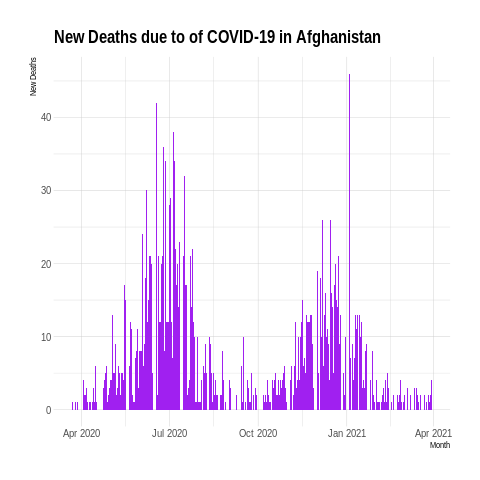 New Deaths due to of COVID-19 in Afghanistan
New Deaths
40
30
20
10
0
Apr 2020 Jul 2020 Oct 2020 Jan 2021 Apr 2021
Month